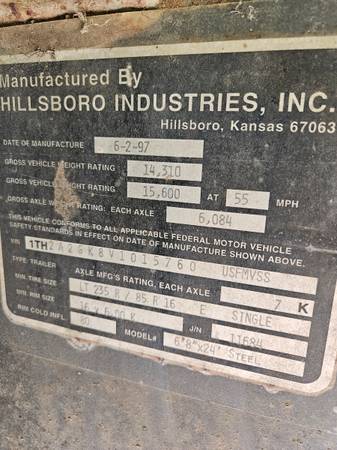 Manufactured By
HILLSBORO INDUSTRIES, INC.
Hillsboro, Kansas 67063
DATE OF MANUFACTURE 6-2-97
GROSS VEHICLE WEIGHT RATING 14,310
GROSS VEHICLE WEIGHT RATING 15,600 AT 55 MPH
GROSS AXLE WEIGHT RATING: EACH AXLE 6,084
THIS VEHICLE CONFORMS TO ALL APPLICABLE FEDERAL MOTOR VEHICLE
SAFETY STANDARDS IN EFFECT ON DATE OF MANUFACTURE SHOWN ABOVE.
VIN 1TH2A2GK8V1015760 USFMVSS
TYPE: TRAILER AXLE MFG'S RATING, EACH AXLE 7 K
MIN. TIRE SIZE LT 235 R / 85 R 16 E SINGLE
MIN RIM SIZE 16 x 6.00 K J/N 11684
RIM COLD INFL. 80 MODEL# 6'8"x24' STEEL